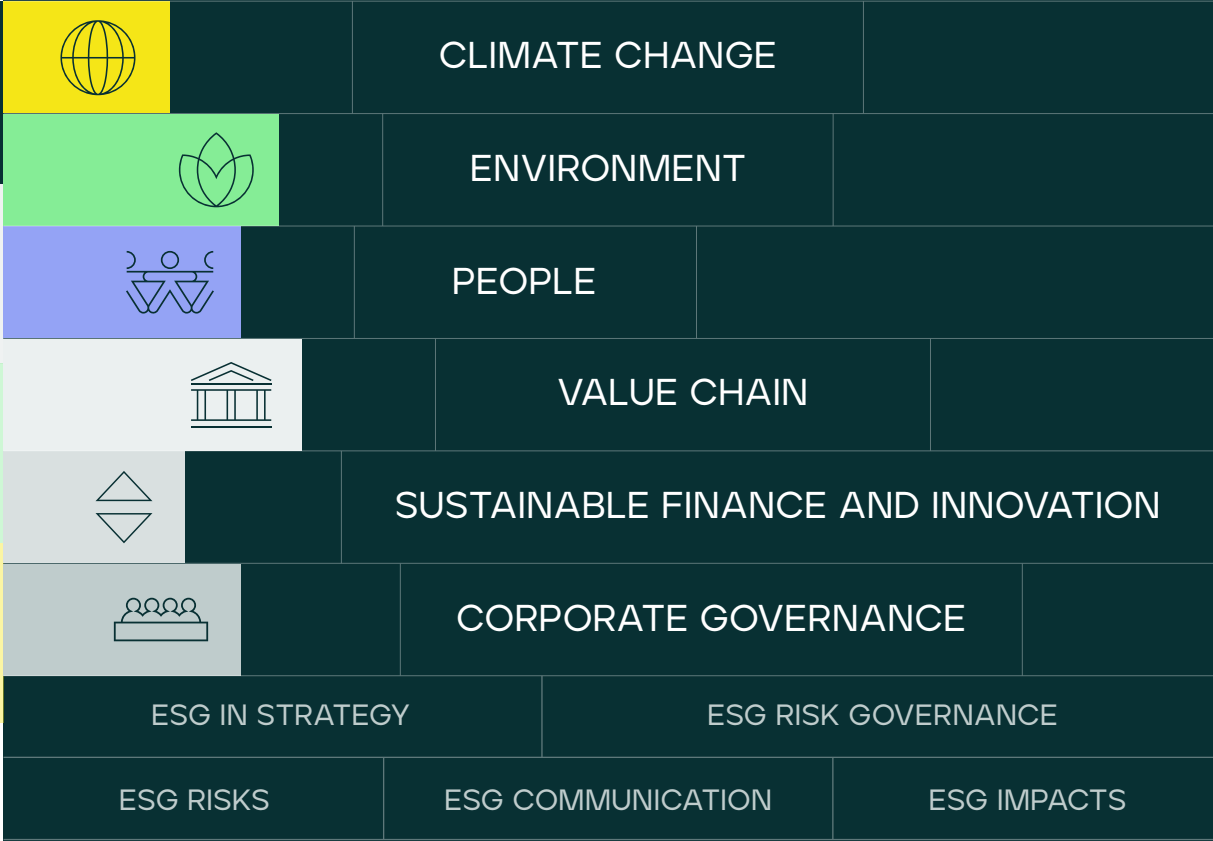 CLIMATE CHANGE
ENVIRONMENT
PEOPLE
VALUE CHAIN
SUSTAINABLE FINANCE AND INNOVATION
CORPORATE GOVERNANCE
ESG IN STRATEGY
ESG RISK GOVERNANCE
ESG RISKS
ESG COMMUNICATION
ESG IMPACTS